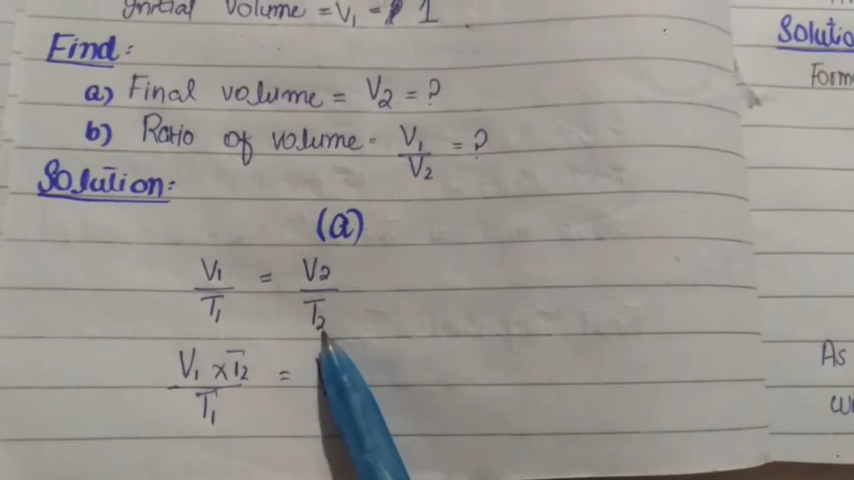 Initial Volume = V₁ = 1
Find:
a) Final volume = V₂ = ?
b) Ratio of volume = V₁/V₂ = ?
Solution:
(a)
V₁/T₁ = V₂/T₂
V₁ × T₂/T₁ =
Solutio
Form
As